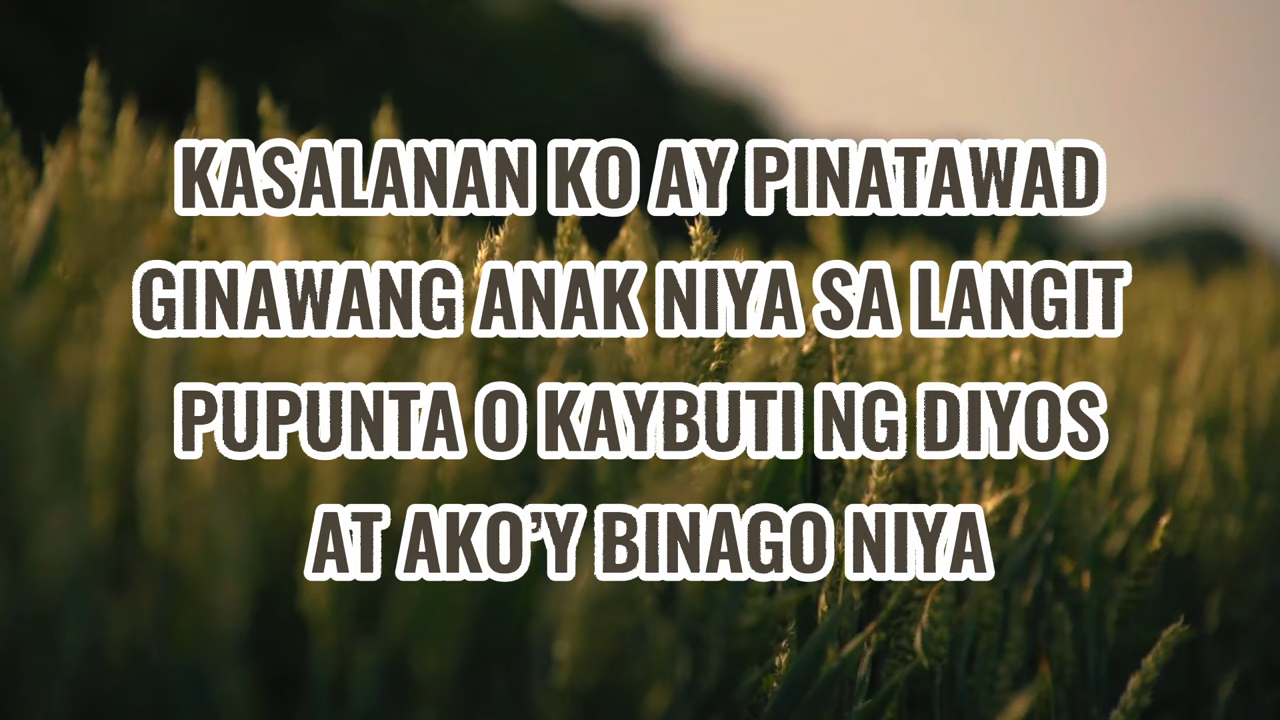 KASALANAN KO AY PINATAWAD
GINAWANG ANAK NIYA SA LANGIT
PUPUNTA O KAYBUTI NG DIYOS
AT AKO’Y BINAGO NIYA